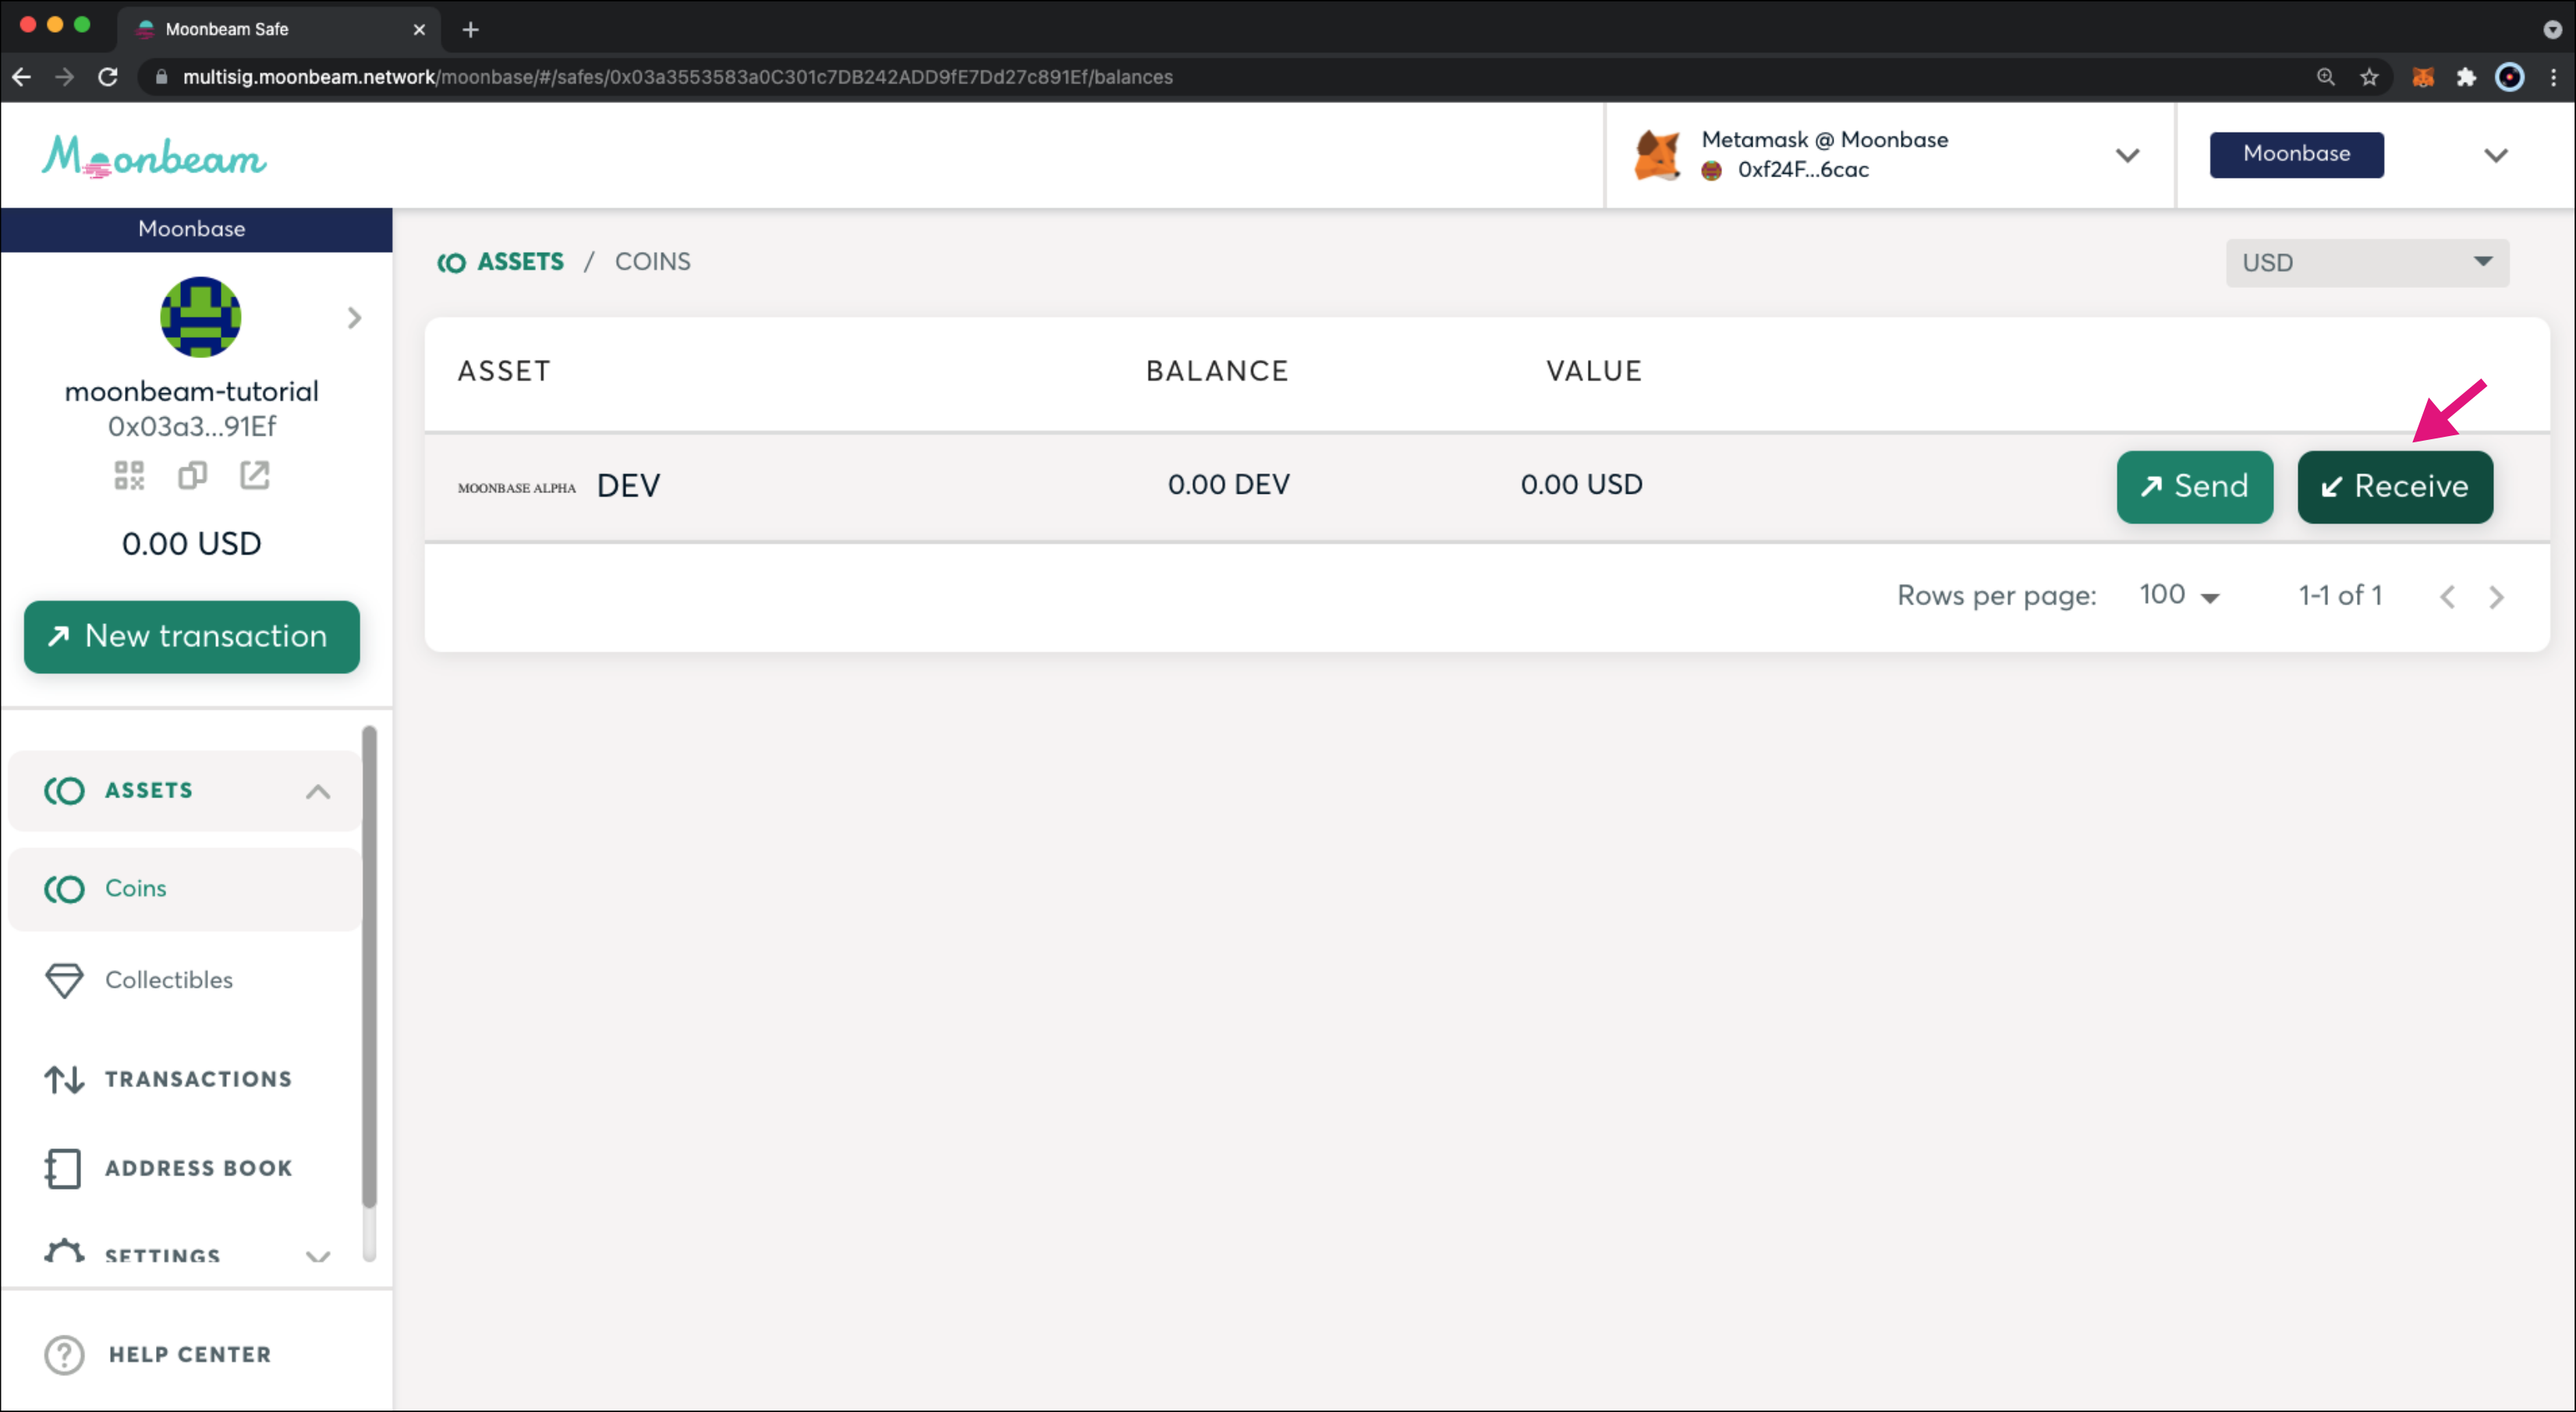 Moonbeam Safe
multisig.moonbeam.network/moonbase/#/safes/0x03a3553583a0C301c7DB242ADD9fE7Dd27c891Ef/balances
Moonbeam
Metamask @ Moonbase
0xf24F...6cac
Moonbase
Moonbase
moonbeam-tutorial
0x03a3...91Ef
0.00 USD
New transaction
ASSETS
Coins
Collectibles
TRANSACTIONS
ADDRESS BOOK
SETTINGS
HELP CENTER
ASSETS / COINS
USD
ASSET BALANCE VALUE
MOONBASE ALPHA DEV 0.00 DEV 0.00 USD Send Receive
Rows per page: 100 1-1 of 1